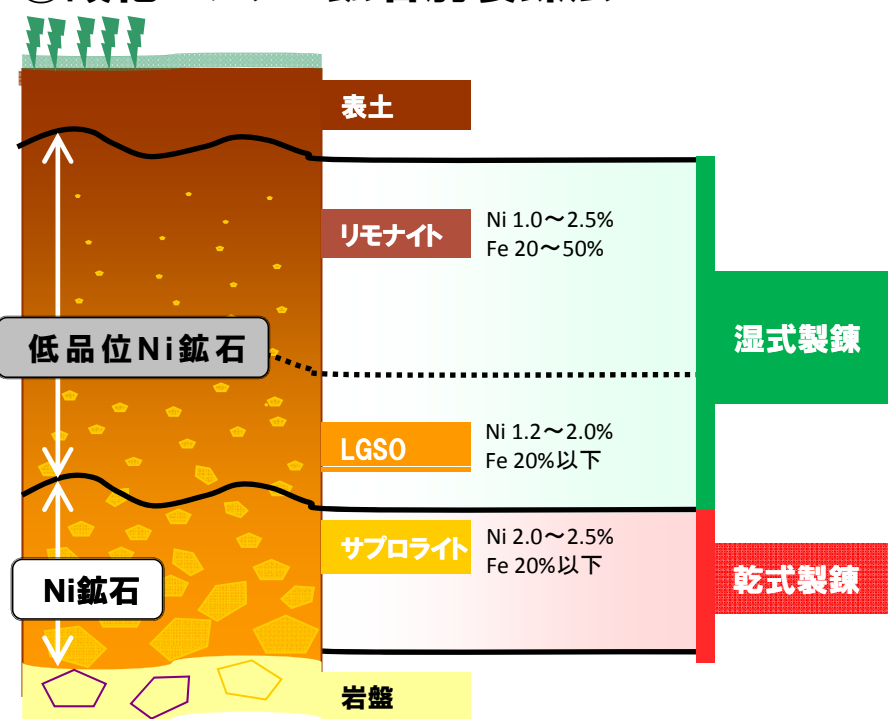 表土
リモナイト
Ni 1.0～2.5%
Fe 20～50%
湿式製錬
低品位Ni鉱石
LGSO
Ni 1.2～2.0%
Fe 20%以下
サプロライト
Ni 2.0～2.5%
Fe 20%以下
乾式製錬
Ni鉱石
岩盤